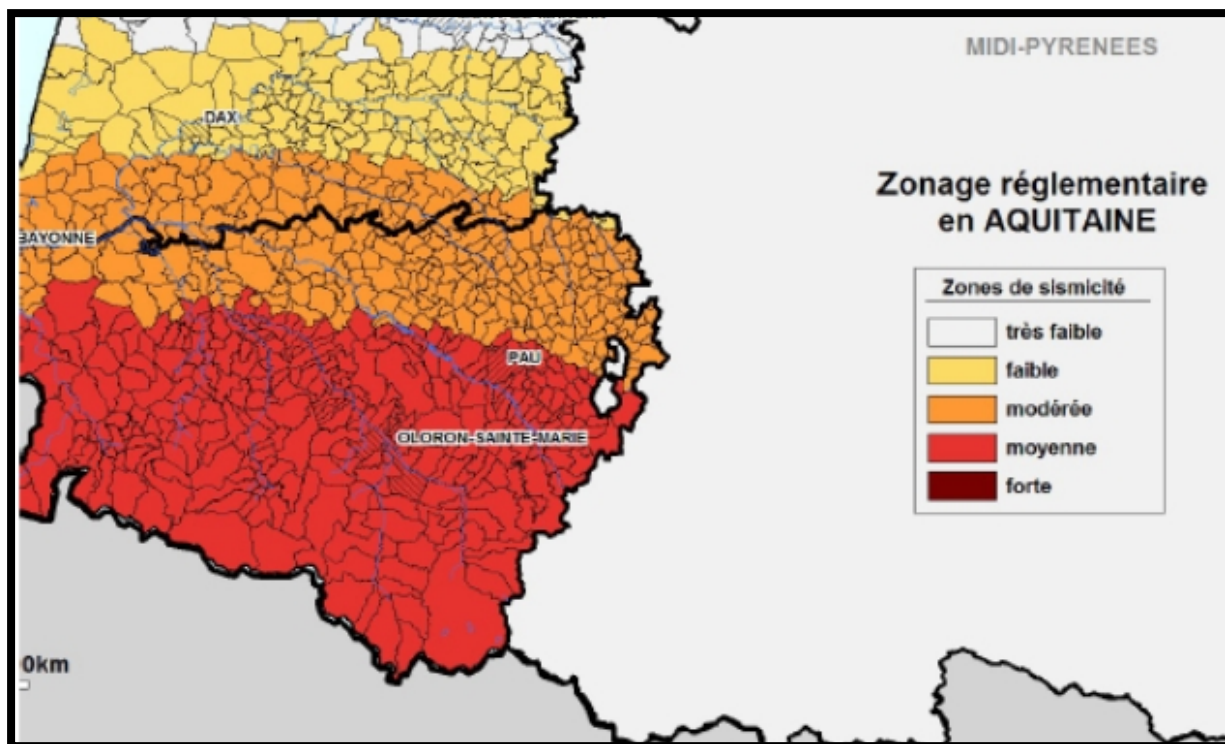 MIDI-PYRENEES
DAX
Zonage réglementaire
en AQUITAINE
BAYONNE
Zones de sismicité
très faible
faible
PAU
modérée
OLORON-SAINTE-MARIE
moyenne
forte
0km